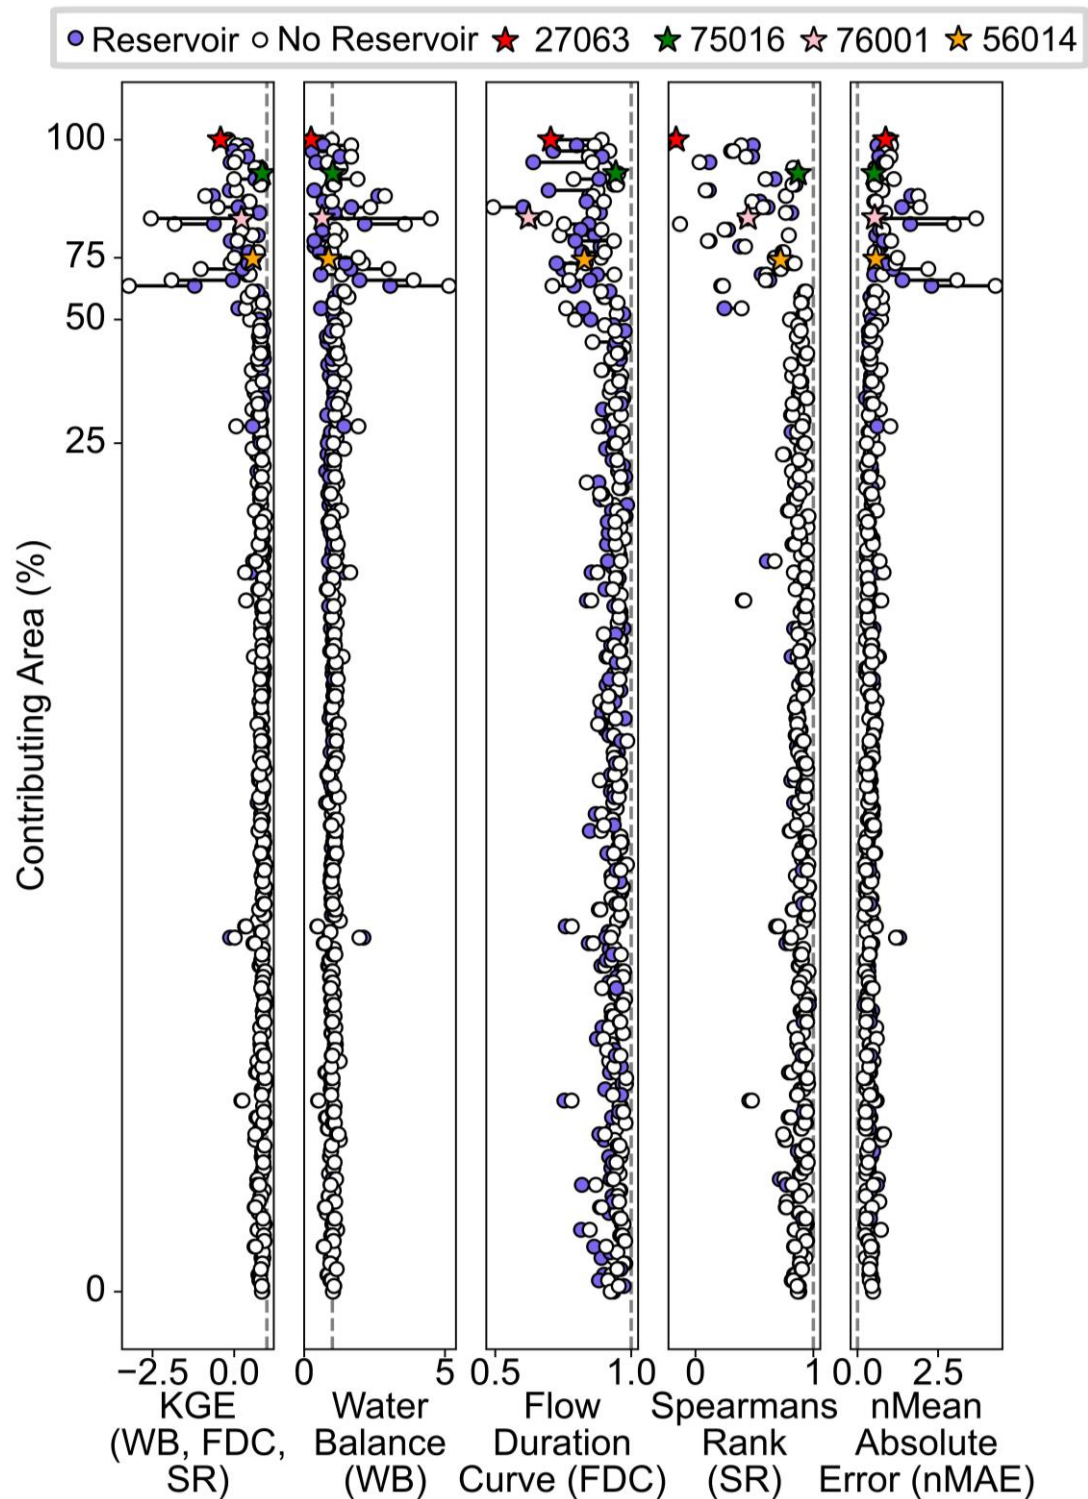 Reservoir No Reservoir 27063 75016 76001 56014
100
75
50
25
0
Contributing Area (%)
−2.5 0.0 0 5 0.5 1.0 0 1 0.0 2.5
KGE
(WB, FDC,
SR)
Water
Balance
(WB)
Flow
Duration
Curve (FDC)
Spearmans
Rank
(SR)
nMean
Absolute
Error (nMAE)